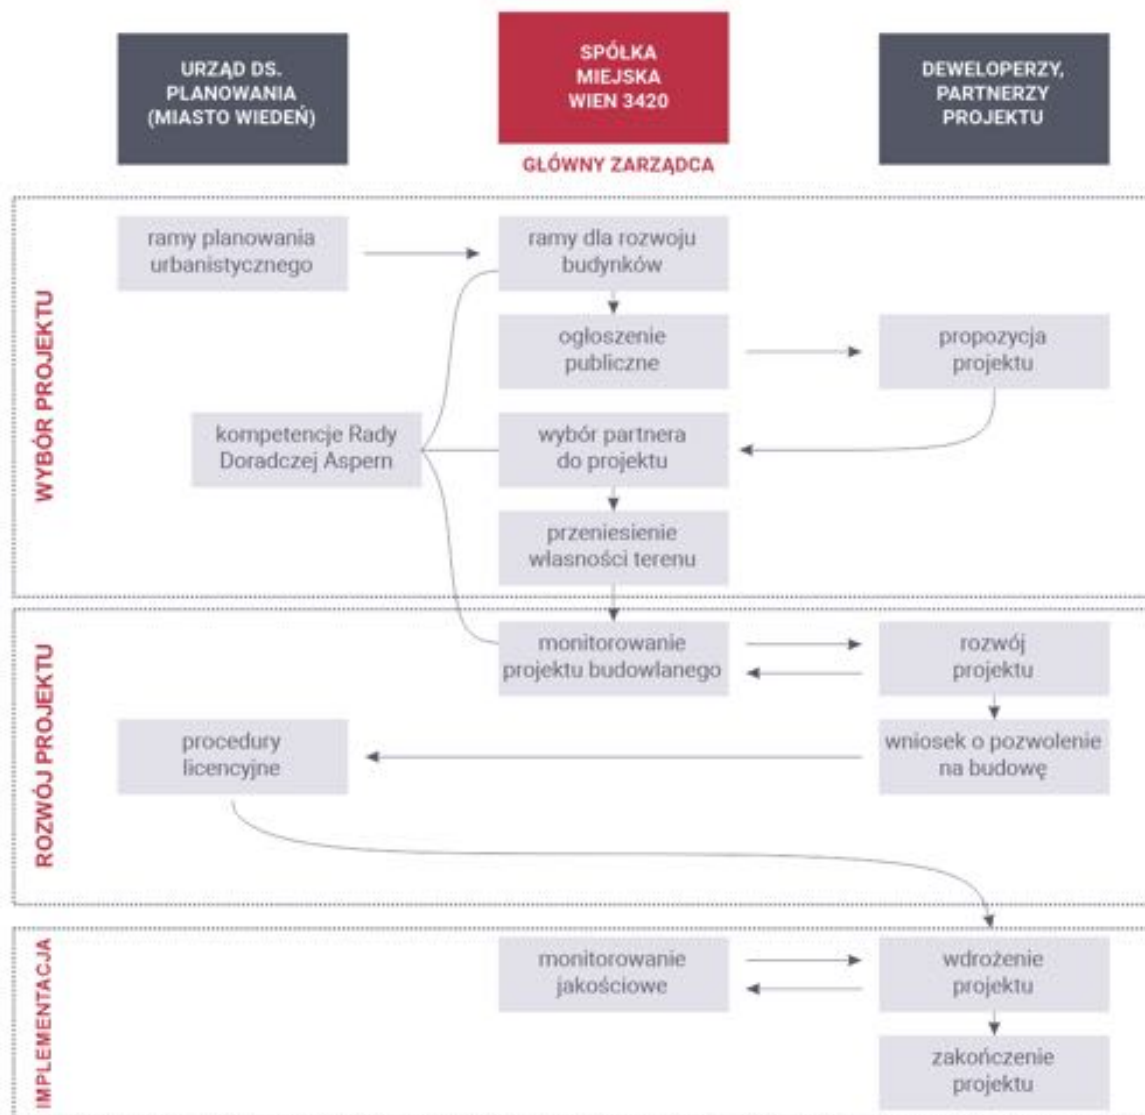 URZĄD DS.
PLANOWANIA
(MIASTO WIEDEŃ)
SPÓŁKA
MIEJSKA
WIEN 3420
DEWELOPERZY,
PARTNERZY
PROJEKTU
GŁÓWNY ZARZĄDCA
WYBÓR PROJEKTU
ramy planowania
urbanistycznego
ramy dla rozwoju
budynków
ogłoszenie
publiczne
propozycja
projektu
kompetencje Rady
Doradczej Aspern
wybór partnera
do projektu
przeniesienie
własności terenu
ROZWÓJ PROJEKTU
monitorowanie
projektu budowlanego
rozwój
projektu
procedury
licencyjne
wniosek o pozwolenie
na budowę
IMPLEMENTACJA
monitorowanie
jakościowe
wdrożenie
projektu
zakończenie
projektu